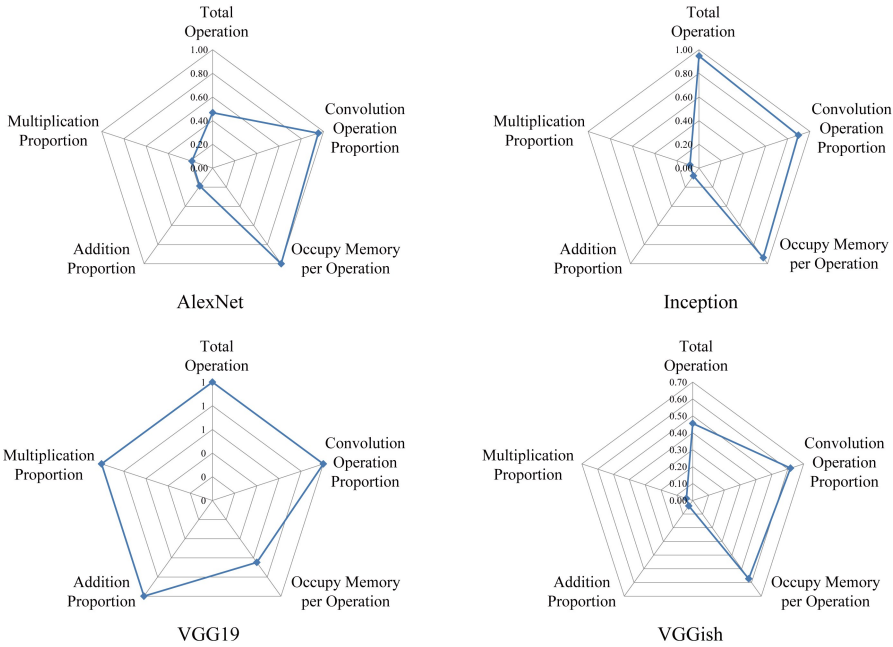 Total
Operation
1.00
0.80
0.60
0.40
0.20
0.00
Convolution
Operation
Proportion
Occupy Memory
per Operation
Addition
Proportion
Multiplication
Proportion
AlexNet
Total
Operation
1.00
0.80
0.60
0.40
0.20
0.00
Convolution
Operation
Proportion
Occupy Memory
per Operation
Addition
Proportion
Multiplication
Proportion
Inception
Total
Operation
1
1
1
0
0
0
Convolution
Operation
Proportion
Occupy Memory
per Operation
Addition
Proportion
Multiplication
Proportion
VGG19
Total
Operation
0.70
0.60
0.50
0.40
0.30
0.20
0.10
0.00
Convolution
Operation
Proportion
Occupy Memory
per Operation
Addition
Proportion
Multiplication
Proportion
VGGish